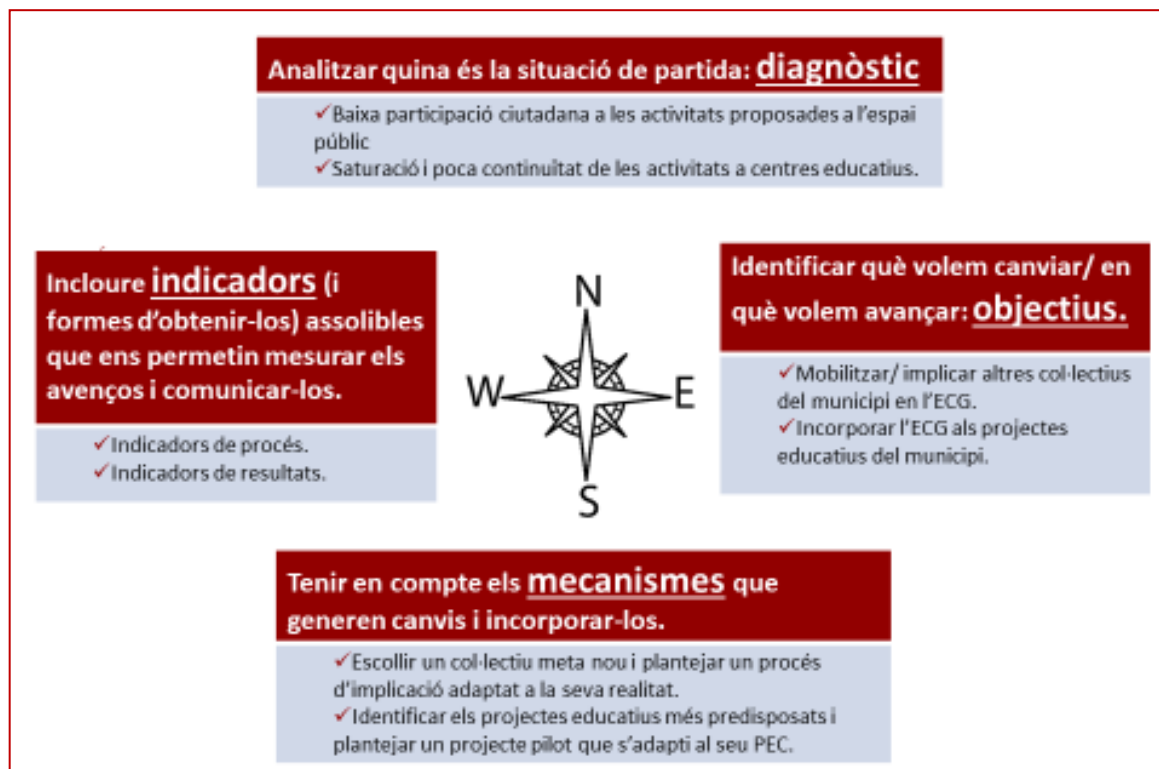 Analitzar quina és la situació de partida: diagnòstic
✓Baixa participació ciutadana a les activitats proposades a l'espai
públic
✓Saturació i poca continuïtat de les activitats a centres educatius.
Incloure indicadors (i
formes d'obtenir-los) assolibles
que ens permetin mesurar els
avenços i comunicar-los.
✓Indicadors de procés.
✓Indicadors de resultats.
N
W
E
S
Identificar què volem canviar/ en
què volem avançar: objectius.
✓Mobilitzar/ implicar altres col·lectius
del municipi en l'ECG.
✓Incorporar l'ECG als projectes
educatius del municipi.
Tenir en compte els mecanismes que
generen canvis i incorporar-los.
✓Escollir un col·lectiu meta nou i plantejar un procés
d'implicació adaptat a la seva realitat.
✓Identificar els projectes educatius més predisposats i
plantejar un projecte pilot que s'adapti al seu PEC.